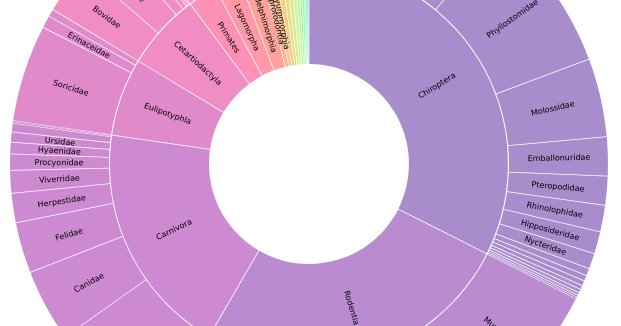 Bovidae
Erinaceidae
Soricidae
Ursidae
Hyaenidae
Procyonidae
Viverridae
Herpestidae
Felidae
Canidae
Cetartiodactyla
Eulipotyphla
Carnivora
Primates
Lagomorpha
Chiroptera
Rodentia
Phyllostomidae
Molossidae
Emballonuridae
Pteropodidae
Rhinolophidae
Hipposideridae
Nycteridae